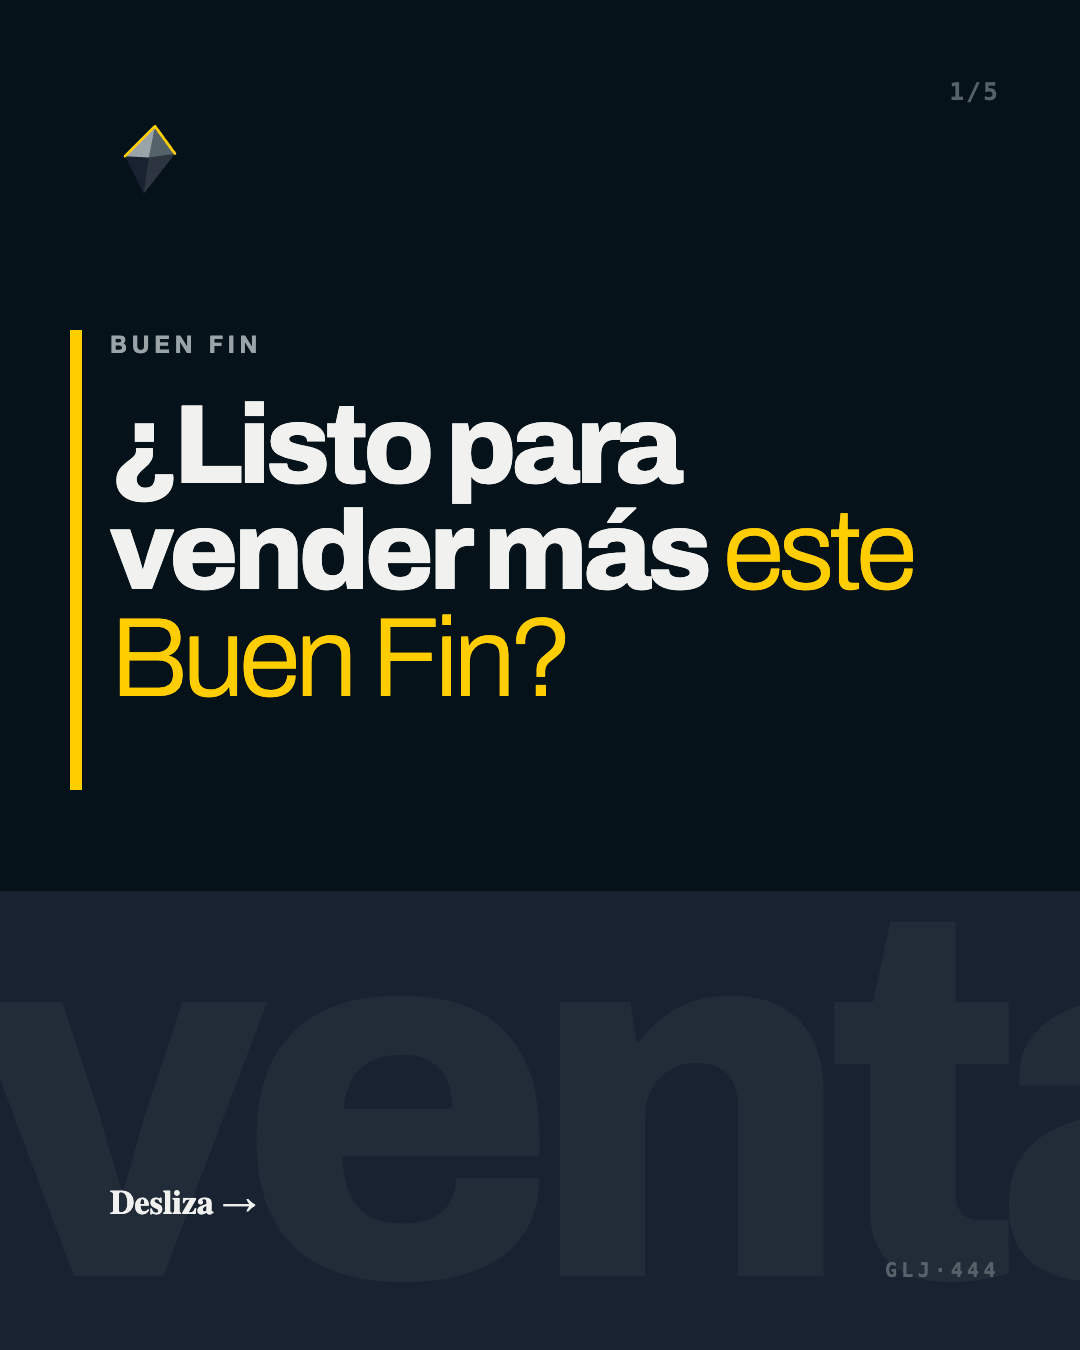 1/5
BUEN FIN
¿Listo para
vender más este
Buen Fin?
venta
Desliza →
GLJ·444